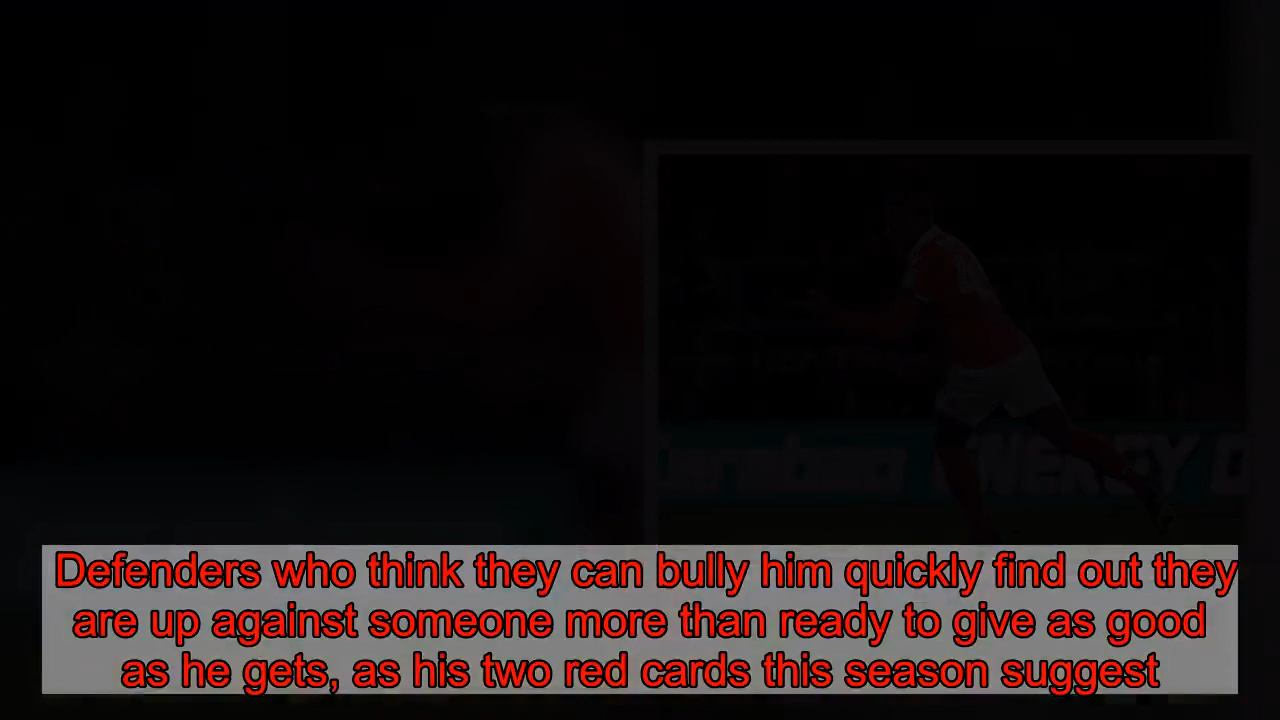 ENERGY D
Defenders who think they can bully him quickly find out they
are up against someone more than ready to give as good
as he gets, as his two red cards this season suggest